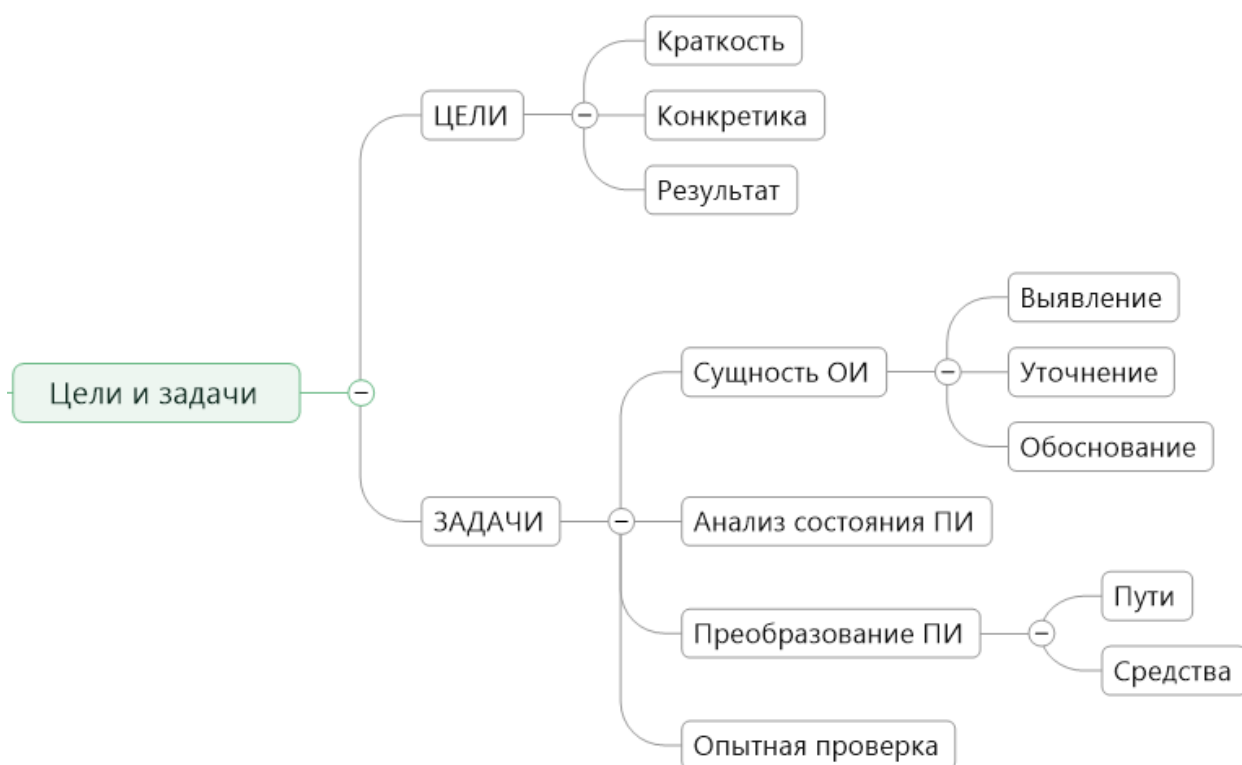 Цели и задачи
ЦЕЛИ
Краткость
Конкретика
Результат
ЗАДАЧИ
Сущность ОИ
Выявление
Уточнение
Обоснование
Анализ состояния ПИ
Преобразование ПИ
Пути
Средства
Опытная проверка